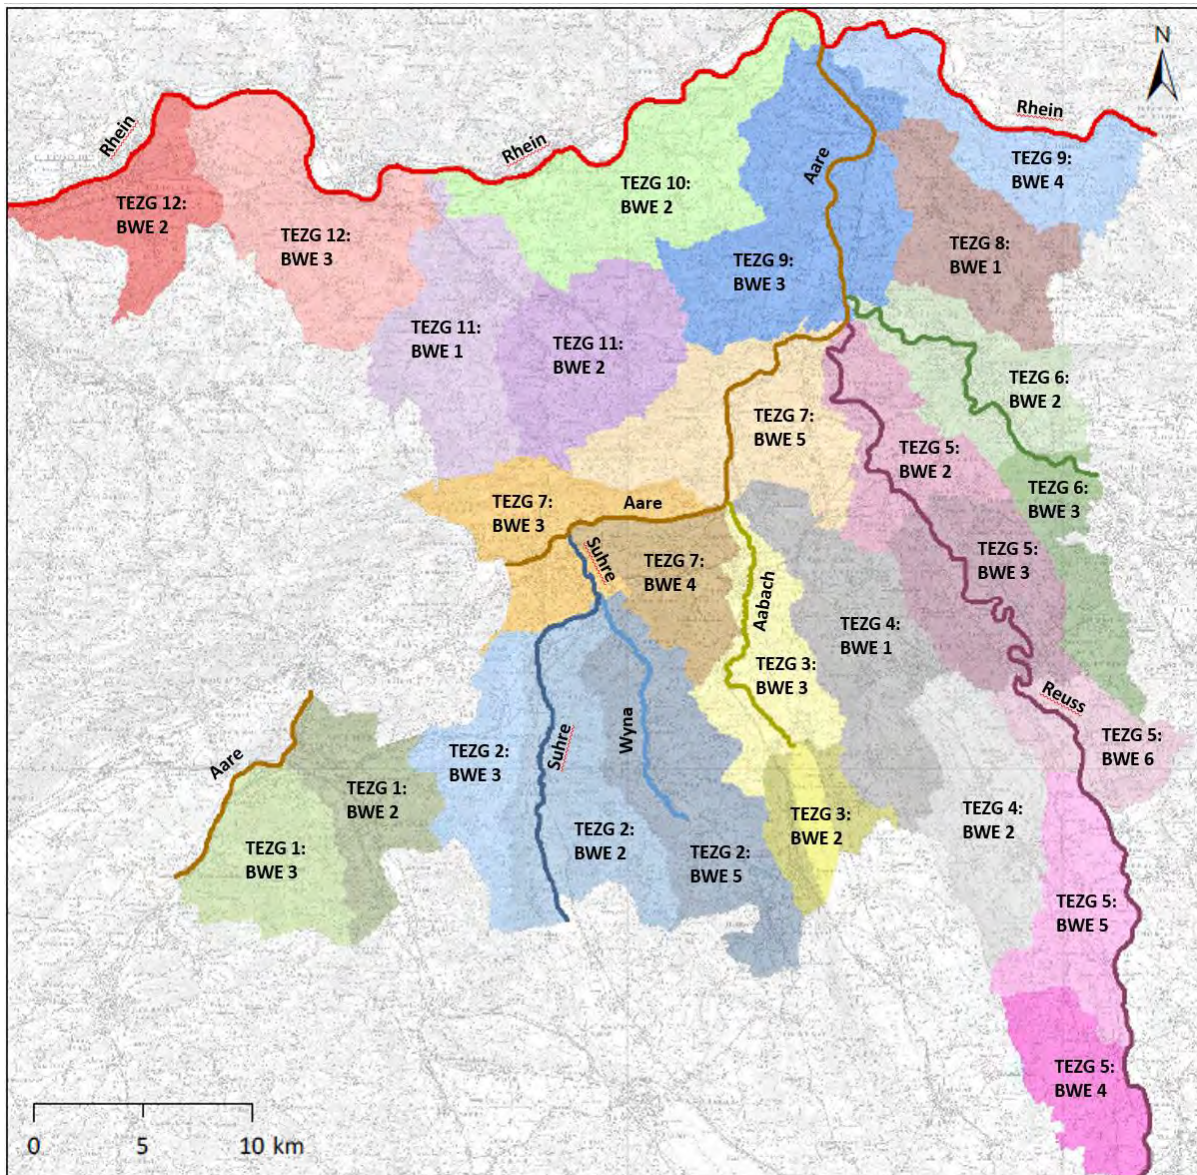 N
Rhein
Rhein
Rhein
Aare
TEZG 9:
BWE 4
TEZG 10:
BWE 2
TEZG 12:
BWE 2
TEZG 12:
BWE 3
TEZG 8:
BWE 1
TEZG 9:
BWE 3
TEZG 11:
BWE 1
TEZG 11:
BWE 2
TEZG 6:
BWE 2
TEZG 7:
BWE 5
TEZG 5:
BWE 2
TEZG 6:
BWE 3
TEZG 7:
BWE 3
Aare
Suhre
TEZG 7:
BWE 4
TEZG 5:
BWE 3
Aabach
TEZG 4:
BWE 1
TEZG 3:
BWE 3
Reuss
Aare
TEZG 2:
BWE 3
Suhre
Wyna
TEZG 5:
BWE 6
TEZG 1:
BWE 2
TEZG 4:
BWE 2
TEZG 3:
BWE 2
TEZG 2:
BWE 2
TEZG 1:
BWE 3
TEZG 2:
BWE 5
TEZG 5:
BWE 5
TEZG 5:
BWE 4
0 5 10 km